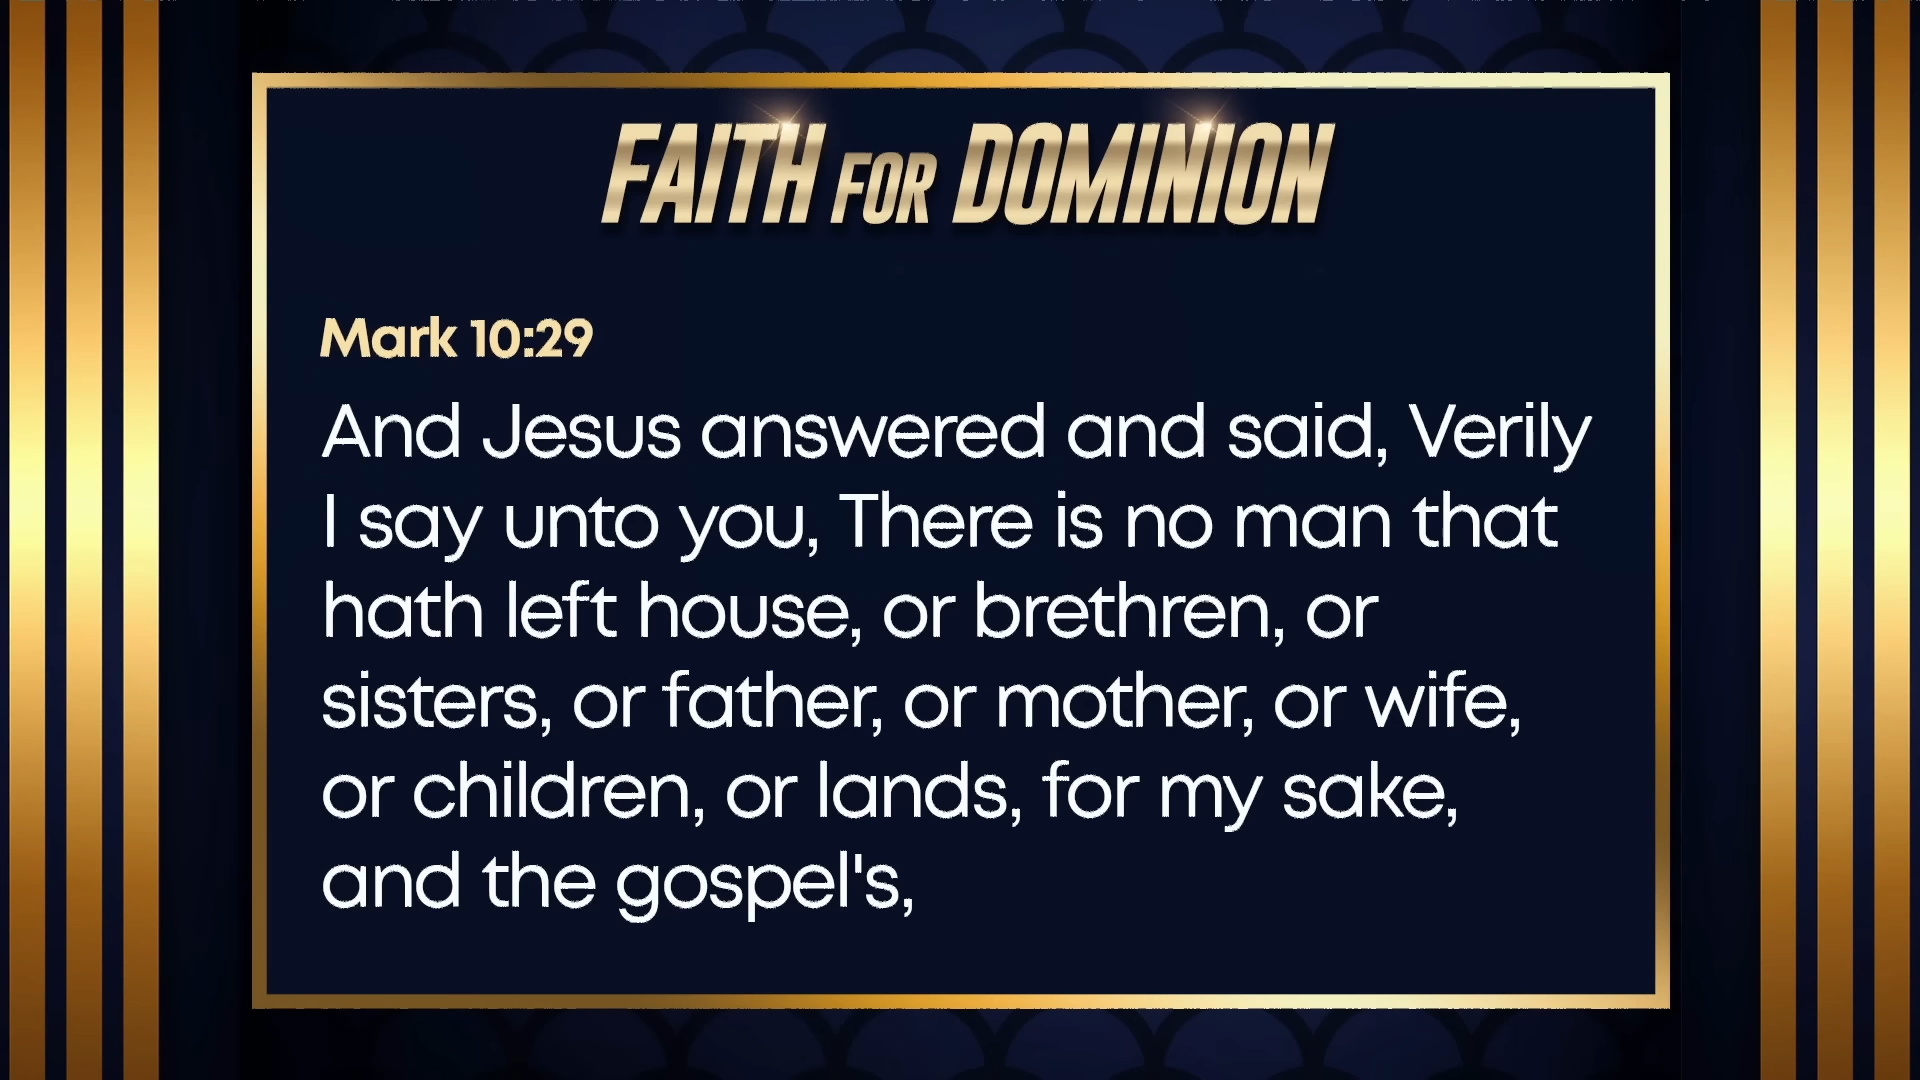 FAITH FOR DOMINION
Mark 10:29
And Jesus answered and said, Verily
I say unto you, There is no man that
hath left house, or brethren, or
sisters, or father, or mother, or wife,
or children, or lands, for my sake,
and the gospel's,